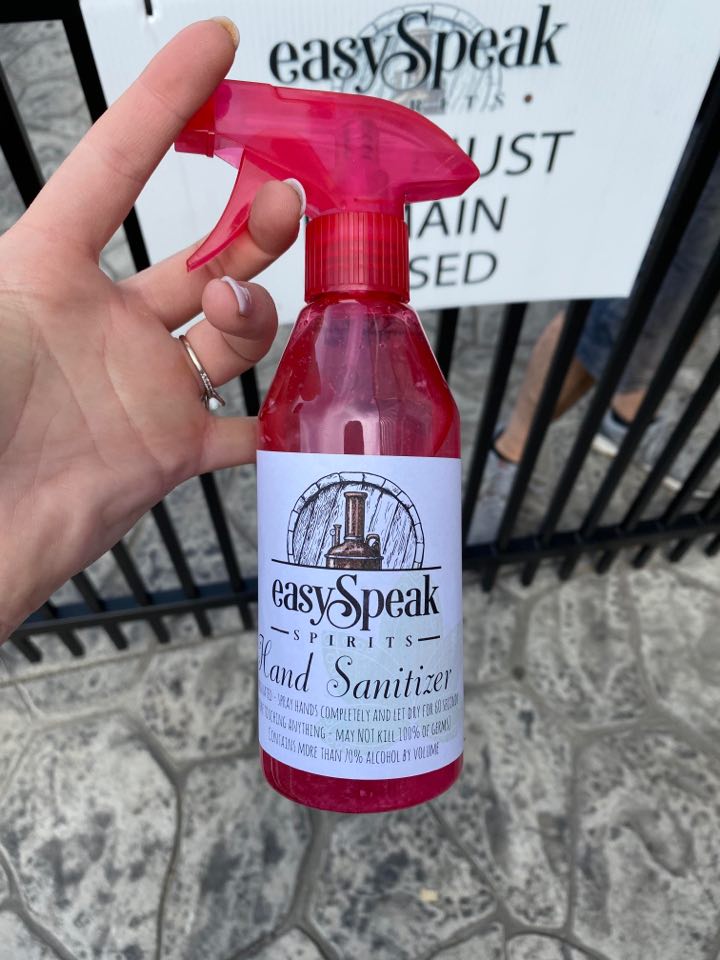 easySpeak
UST
AIN
SED
easySpeak
SPIRITS
Hand Sanitizer
- SPRAY HANDS COMPLETELY AND LET DRY FOR 60 SECONDS
TOUCHING ANYTHING - MAY NOT KILL 100% OF GERMS!
CONTAINS MORE THAN 70% ALCOHOL BY VOLUME